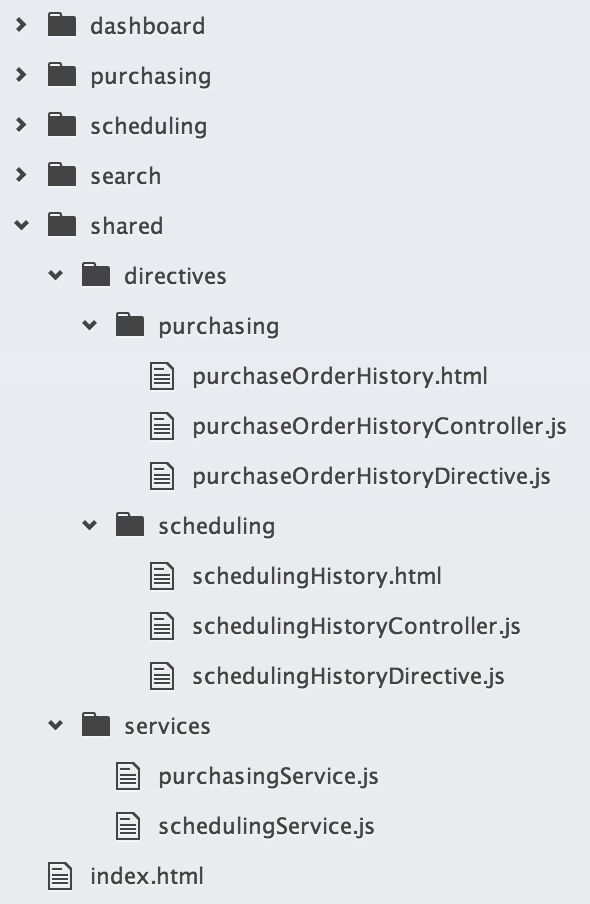 dashboard
purchasing
scheduling
search
shared
directives
purchasing
purchaseOrderHistory.html
purchaseOrderHistoryController.js
purchaseOrderHistoryDirective.js
scheduling
schedulingHistory.html
schedulingHistoryController.js
schedulingHistoryDirective.js
services
purchasingService.js
schedulingService.js
index.html